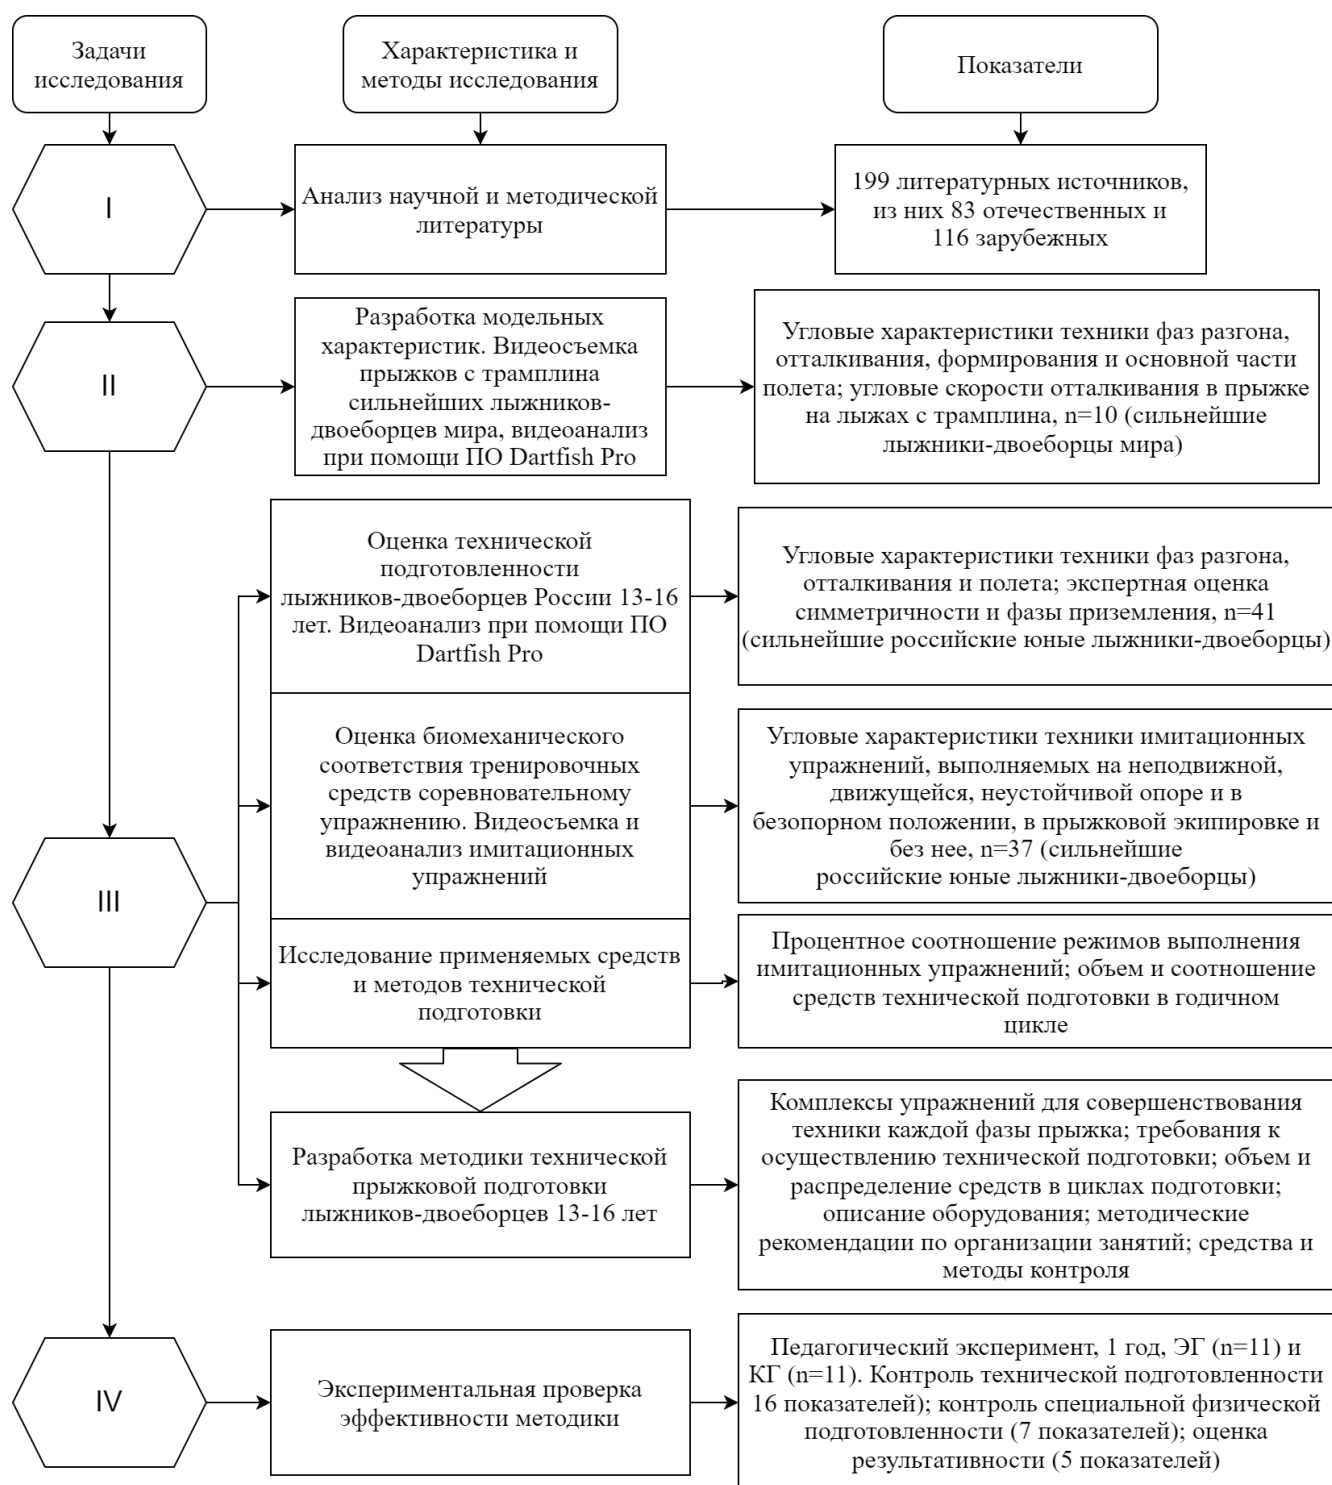 Задачи
исследования
Характеристика и
методы исследования
Показатели
I
Анализ научной и методической
литературы
199 литературных источников,
из них 83 отечественных и
116 зарубежных
II
Разработка модельных
характеристик. Видеосъемка
прыжков с трамплина
сильнейших лыжников-
двоеборцев мира, видеоанализ
при помощи ПО Dartfish Pro
Угловые характеристики техники фаз разгона,
отталкивания, формирования и основной части
полета; угловые скорости отталкивания в прыжке
на лыжах с трамплина, n=10 (сильнейшие
лыжники-двоеборцы мира)
III
Оценка технической
подготовленности
лыжников-двоеборцев России 13-16
лет. Видеоанализ при помощи ПО
Dartfish Pro
Угловые характеристики техники фаз разгона,
отталкивания и полета; экспертная оценка
симметричности и фазы приземления, n=41
(сильнейшие российские юные лыжники-двоеборцы)
Оценка биомеханического
соответствия тренировочных
средств соревновательному
упражнению. Видеосъемка и
видеоанализ имитационных
упражнений
Угловые характеристики техники имитационных
упражнений, выполняемых на неподвижной,
движущейся, неустойчивой опоре и в
безопорном положении, в прыжковой экипировке и
без нее, n=37 (сильнейшие
российские юные лыжники-двоеборцы)
Исследование применяемых средств
и методов технической
подготовки
Процентное соотношение режимов выполнения
имитационных упражнений; объем и соотношение
средств технической подготовки в годичном
цикле
Разработка методики технической
прыжковой подготовки
лыжников-двоеборцев 13-16 лет
Комплексы упражнений для совершенствования
техники каждой фазы прыжка; требования к
осуществлению технической подготовки; объем и
распределение средств в циклах подготовки;
описание оборудования; методические
рекомендации по организации занятий; средства и
методы контроля
IV
Экспериментальная проверка
эффективности методики
Педагогический эксперимент, 1 год, ЭГ (n=11) и
КГ (n=11). Контроль технической подготовленности
16 показателей); контроль специальной физической
подготовленности (7 показателей); оценка
результативности (5 показателей)